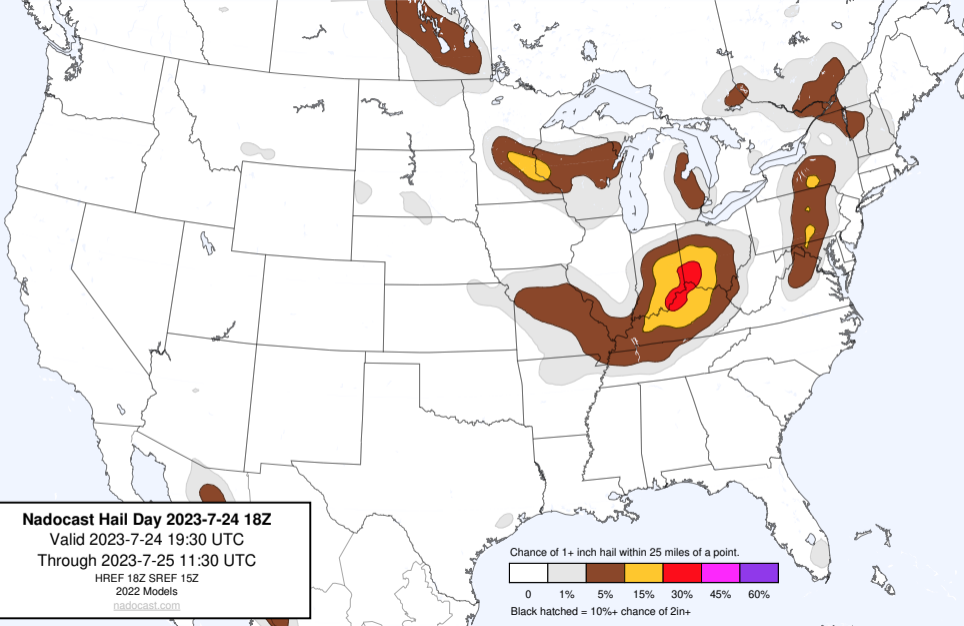 Nadocast Hail Day 2023-7-24 18Z
Valid 2023-7-24 19:30 UTC
Through 2023-7-25 11:30 UTC
HREF 18Z SREF 15Z
2022 Models
nadocast.com
Chance of 1+ inch hail within 25 miles of a point.
0 1% 5% 15% 30% 45% 60%
Black hatched = 10%+ chance of 2in+